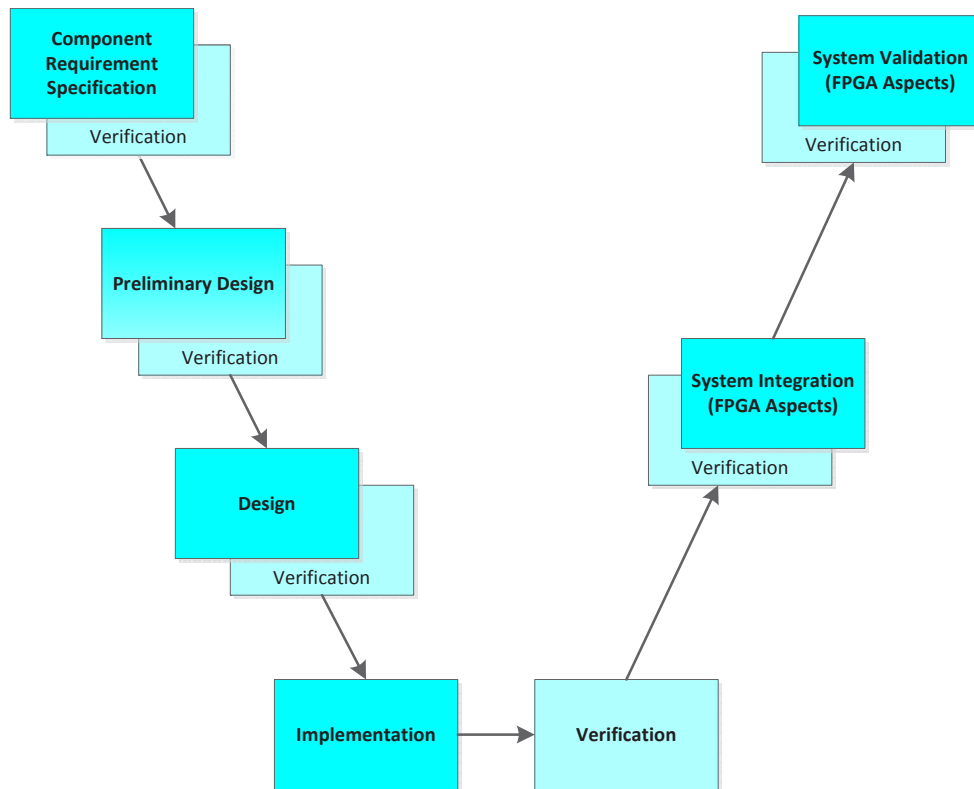 Component
Requirement
Specification
Verification
Preliminary Design
Verification
Design
Verification
Implementation
Verification
System Integration
(FPGA Aspects)
Verification
System Validation
(FPGA Aspects)
Verification